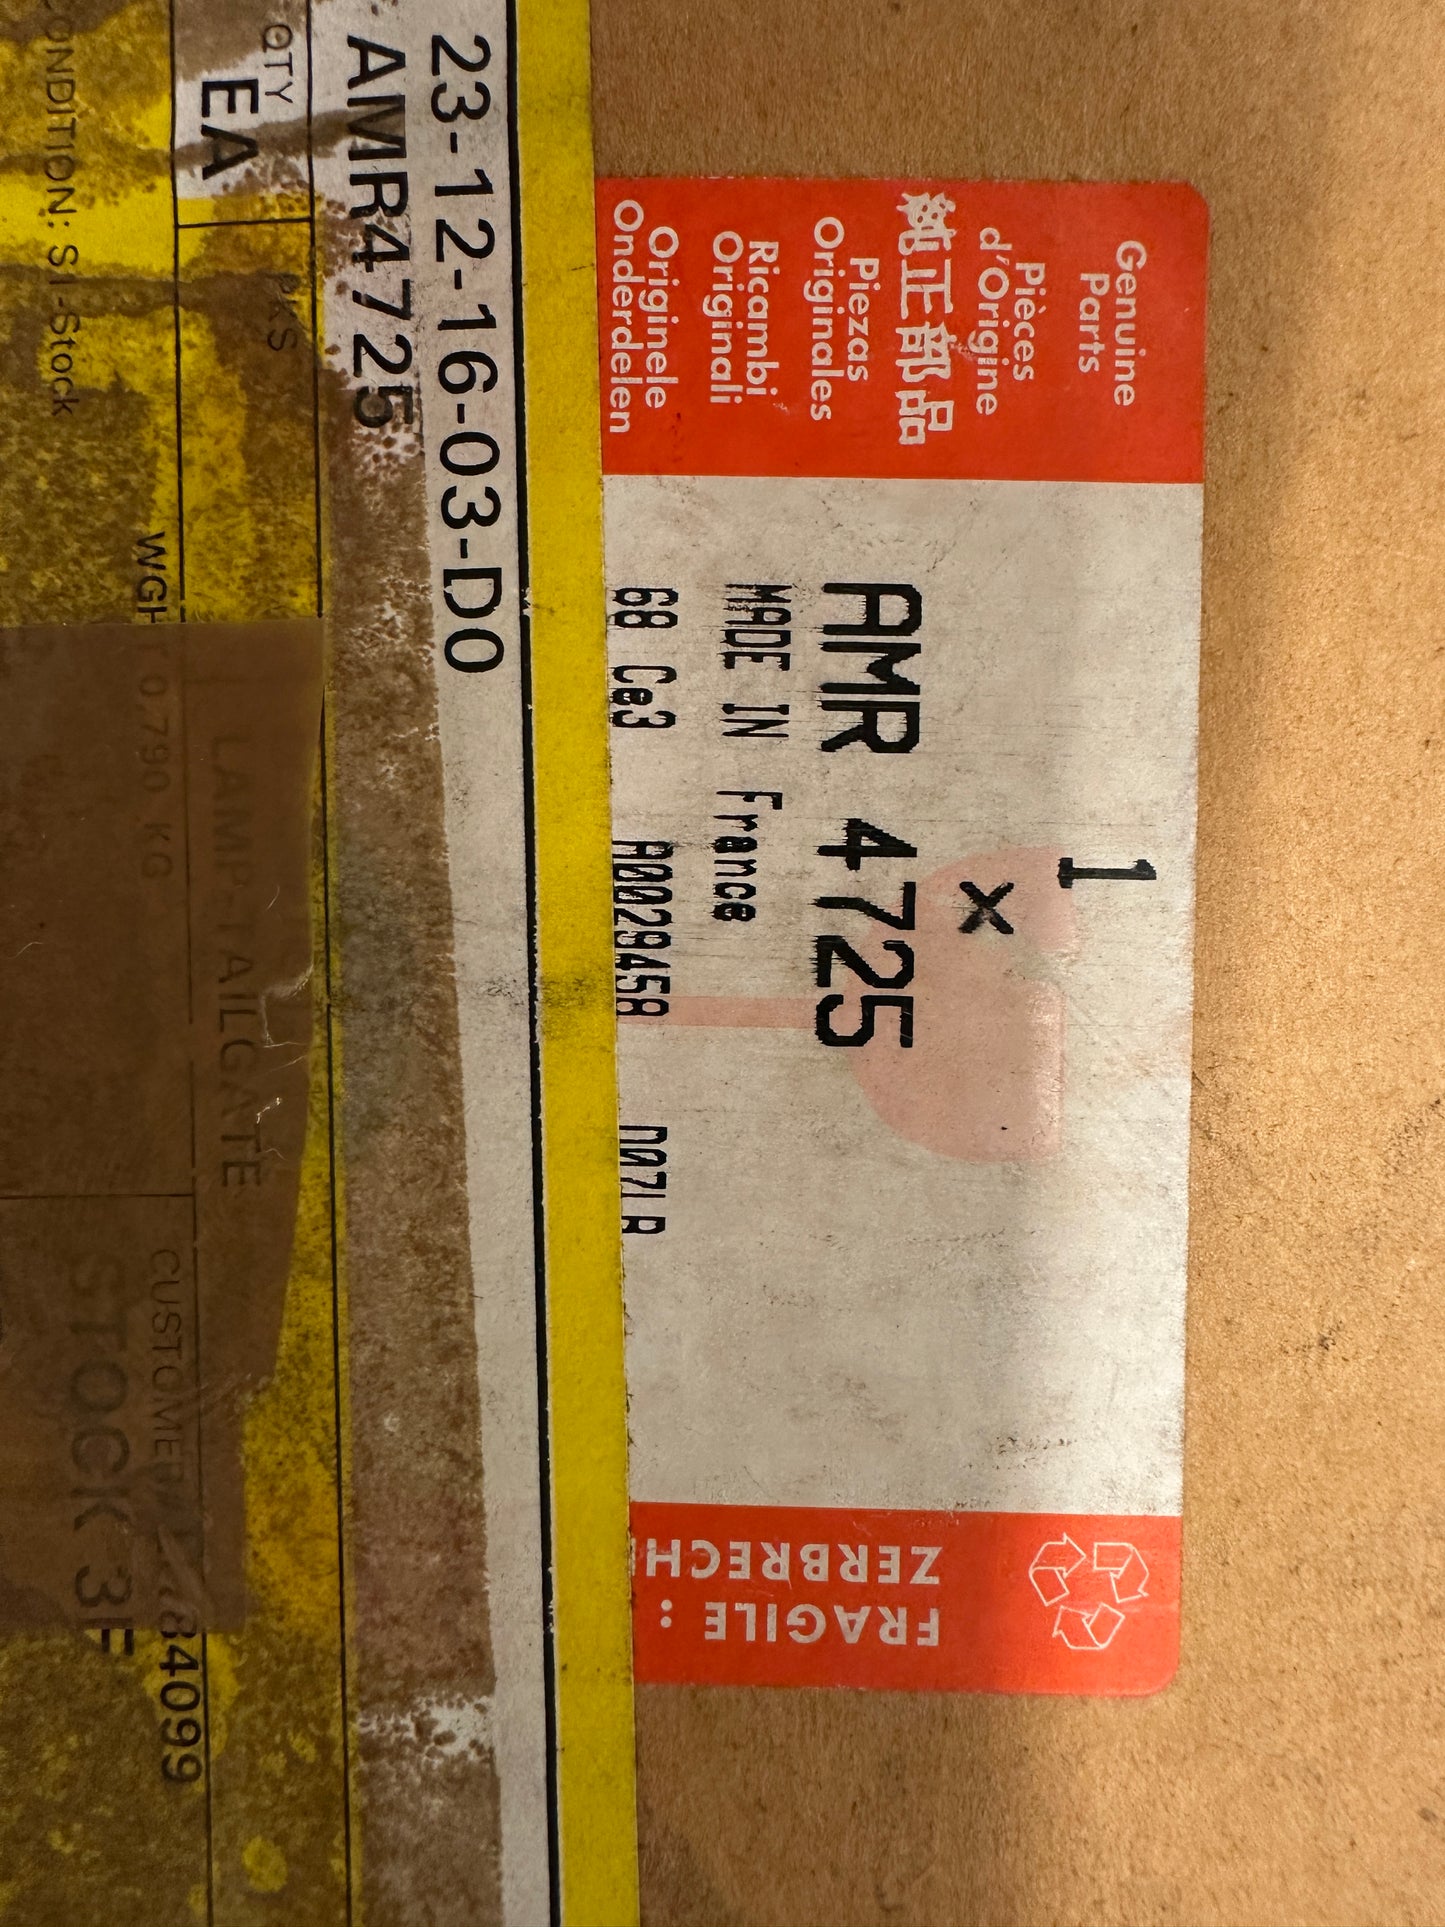 Genuine
Parts
Pièces
d'Origine
純正部品
Piezas
Originales
Ricambi
Originali
Originele
Onderdelen
1
x
AMR 4725
MADE IN France
68 Ce3 A0029458
FRAGILE :
ZERBRECH
23-12-16-03-D0
AMR4725
QTY
EA
PKS
LAMP-TAILGATE
WGHT 0.790 KG
CUSTOMER
84099
STOCK 3F
CONDITION: S1-Stock